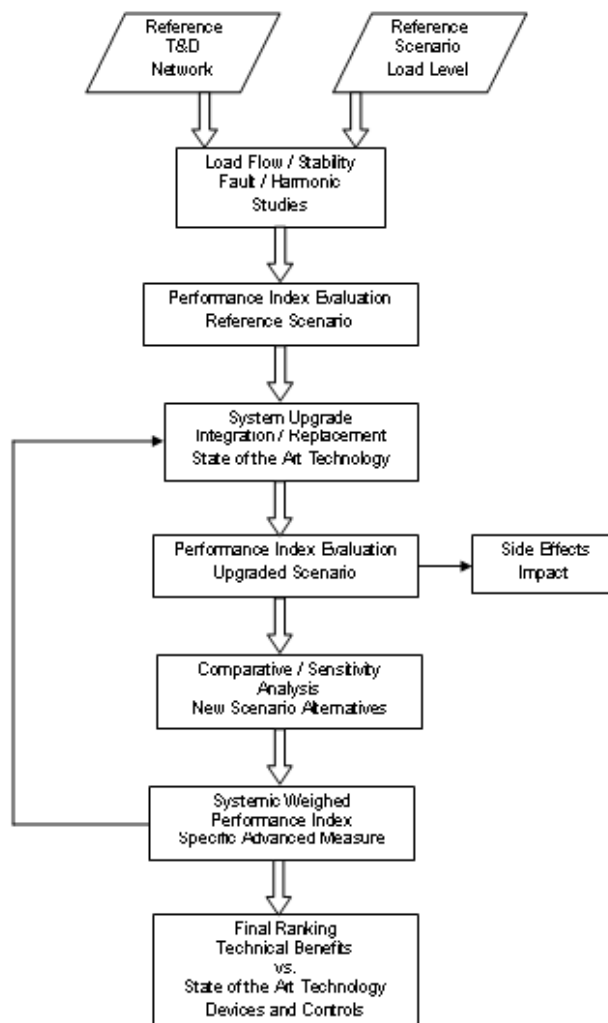 Reference
T&D
Network
Reference
Scenario
Load Level
Load Flow / Stability
Fault / Harmonic
Studies
Performance Index Evaluation
Reference Scenario
System Upgrade
Integration / Replacement
State of the Art Technology
Performance Index Evaluation
Upgraded Scenario
Side Effects
Impact
Comparative / Sensitivity
Analysis
New Scenario Alternatives
Systemic Weighed
Performance Index
Specific Advanced Measure
Final Ranking
Technical Benefits
vs.
State of the Art Technology
Devices and Controls